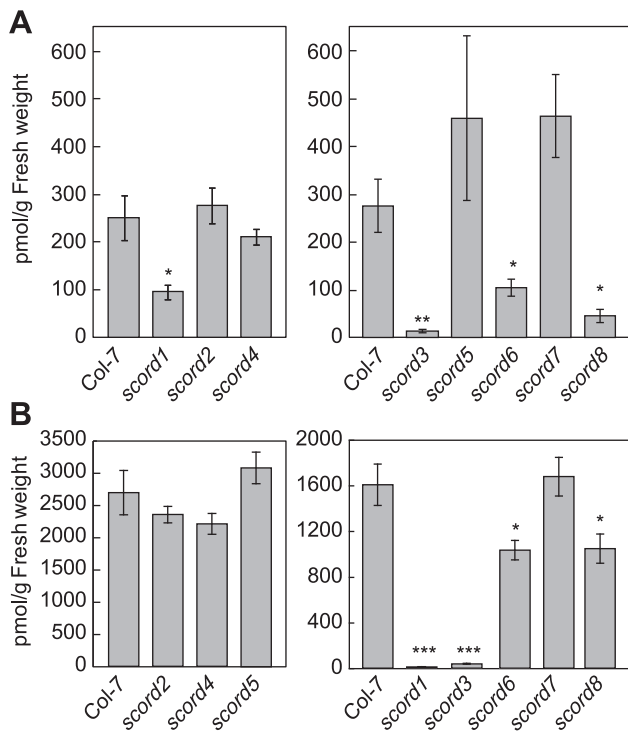 A
pmol/g Fresh weight
600
500
400
300
200
100
0
*
Col-7
scord1
scord2
scord4
600
500
400
300
200
100
0
**
*
*
Col-7
scord3
scord5
scord6
scord7
scord8
B
pmol/g Fresh weight
3500
3000
2500
2000
1500
1000
500
0
Col-7
scord2
scord4
scord5
2000
1600
1200
800
400
0
***
***
*
*
Col-7
scord1
scord3
scord6
scord7
scord8